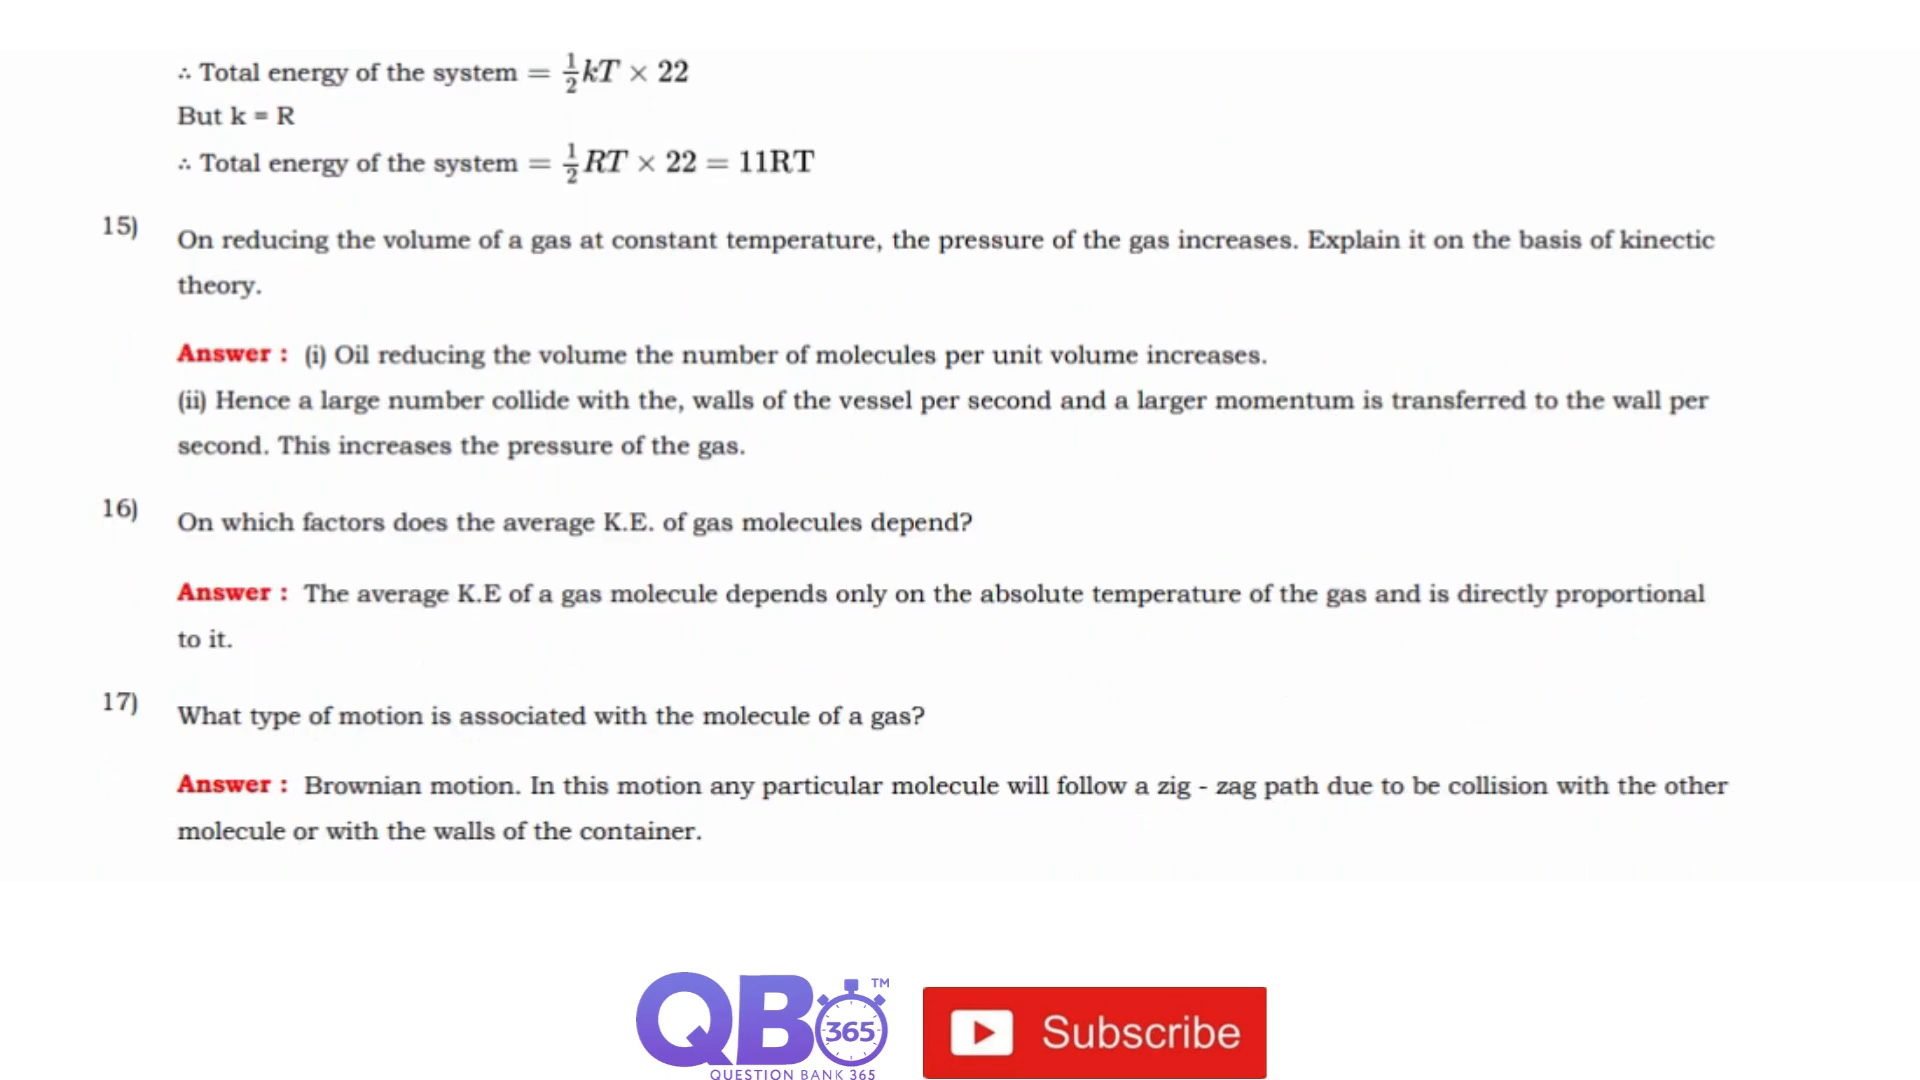 ∴ Total energy of the system = 1/2 kT × 22
But k = R
∴ Total energy of the system = 1/2 RT × 22 = 11RT
15)
On reducing the volume of a gas at constant temperature, the pressure of the gas increases. Explain it on the basis of kinectic
theory.
Answer : (i) Oil reducing the volume the number of molecules per unit volume increases.
(ii) Hence a large number collide with the, walls of the vessel per second and a larger momentum is transferred to the wall per
second. This increases the pressure of the gas.
16)
On which factors does the average K.E. of gas molecules depend?
Answer : The average K.E of a gas molecule depends only on the absolute temperature of the gas and is directly proportional
to it.
17)
What type of motion is associated with the molecule of a gas?
Answer : Brownian motion. In this motion any particular molecule will follow a zig - zag path due to be collision with the other
molecule or with the walls of the container.
QB 365 TM
QUESTION BANK 365
Subscribe